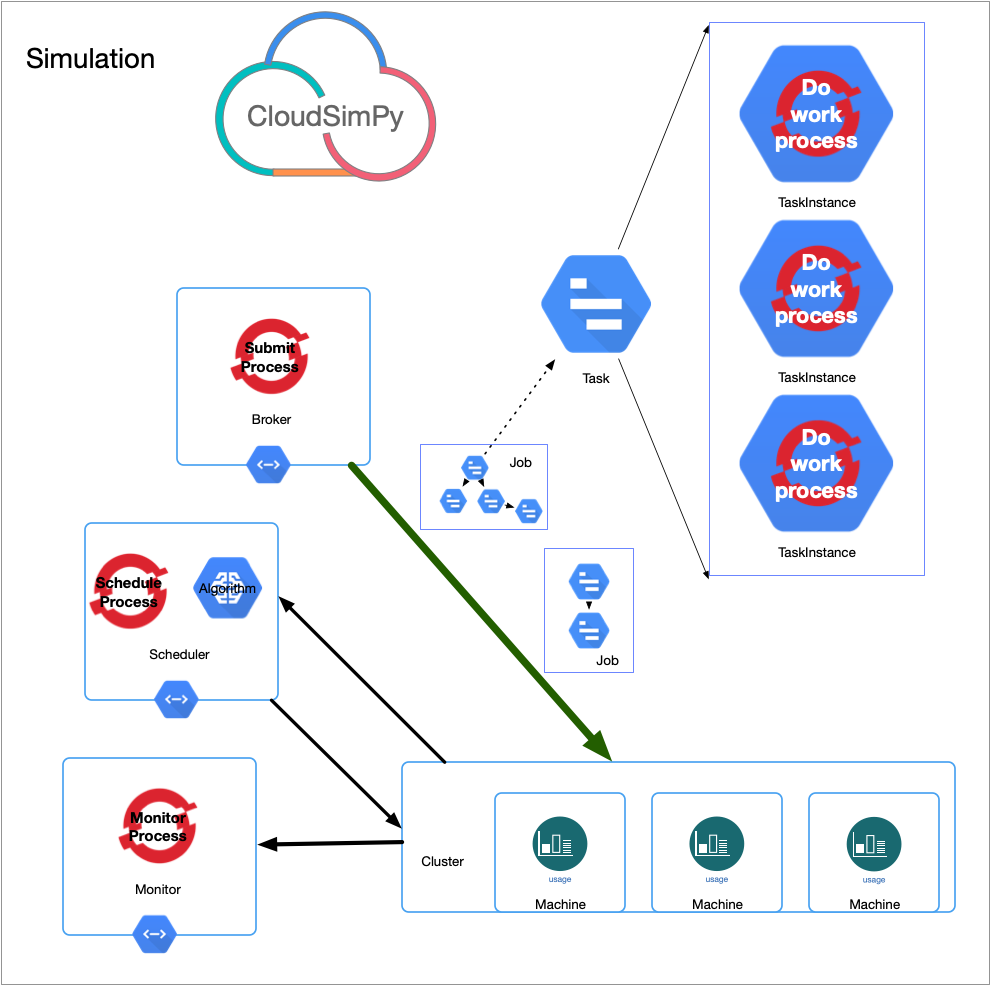 Simulation
CloudSimPy
Do
work
process
TaskInstance
Do
work
process
TaskInstance
Do
work
process
TaskInstance
Task
Submit
Process
Broker
Job
Job
Schedule
Process
Algorithm
Scheduler
Monitor
Process
Monitor
Cluster
usage
Machine
usage
Machine
usage
Machine